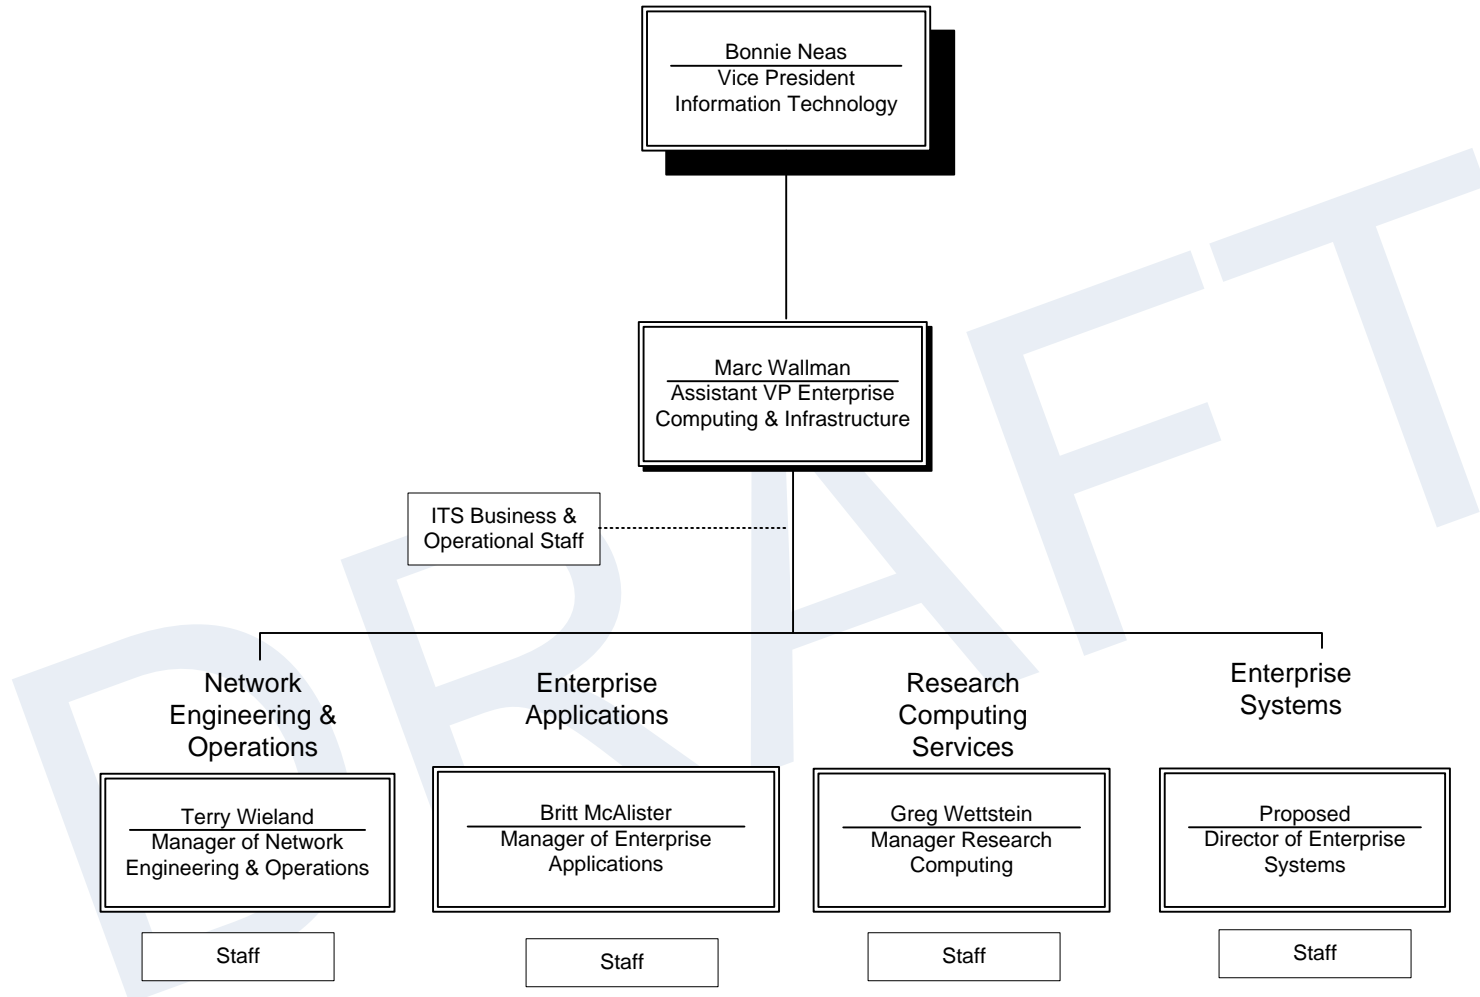 Bonnie Neas
Vice President
Information Technology
Marc Wallman
Assistant VP Enterprise
Computing & Infrastructure
ITS Business &
Operational Staff
Network
Engineering &
Operations
Enterprise
Applications
Research
Computing
Services
Enterprise
Systems
Terry Wieland
Manager of Network
Engineering & Operations
Britt McAlister
Manager of Enterprise
Applications
Greg Wettstein
Manager Research
Computing
Proposed
Director of Enterprise
Systems
Staff
Staff
Staff
Staff
DRAFT